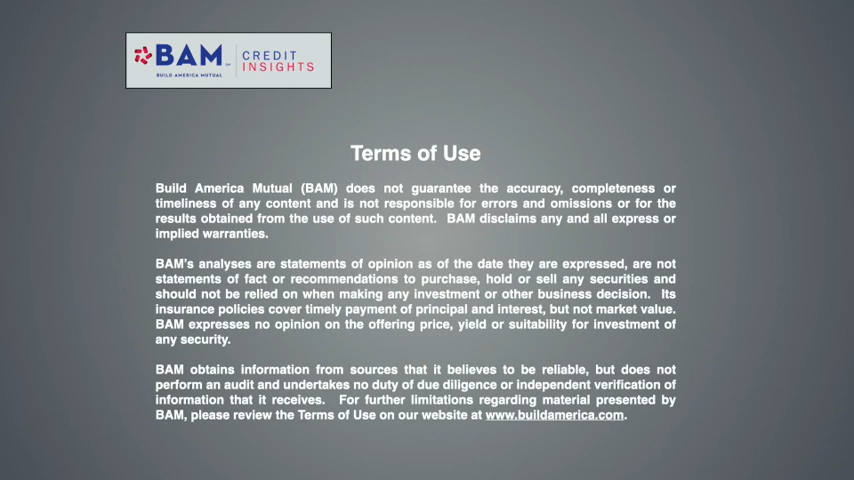 BAM SM
BUILD AMERICA MUTUAL
CREDIT
INSIGHTS
Terms of Use
Build America Mutual (BAM) does not guarantee the accuracy, completeness or
timeliness of any content and is not responsible for errors and omissions or for the
results obtained from the use of such content. BAM disclaims any and all express or
implied warranties.
BAM's analyses are statements of opinion as of the date they are expressed, are not
statements of fact or recommendations to purchase, hold or sell any securities and
should not be relied on when making any investment or other business decision. Its
insurance policies cover timely payment of principal and interest, but not market value.
BAM expresses no opinion on the offering price, yield or suitability for investment of
any security.
BAM obtains information from sources that it believes to be reliable, but does not
perform an audit and undertakes no duty of due diligence or independent verification of
information that it receives. For further limitations regarding material presented by
BAM, please review the Terms of Use on our website at www.buildamerica.com.